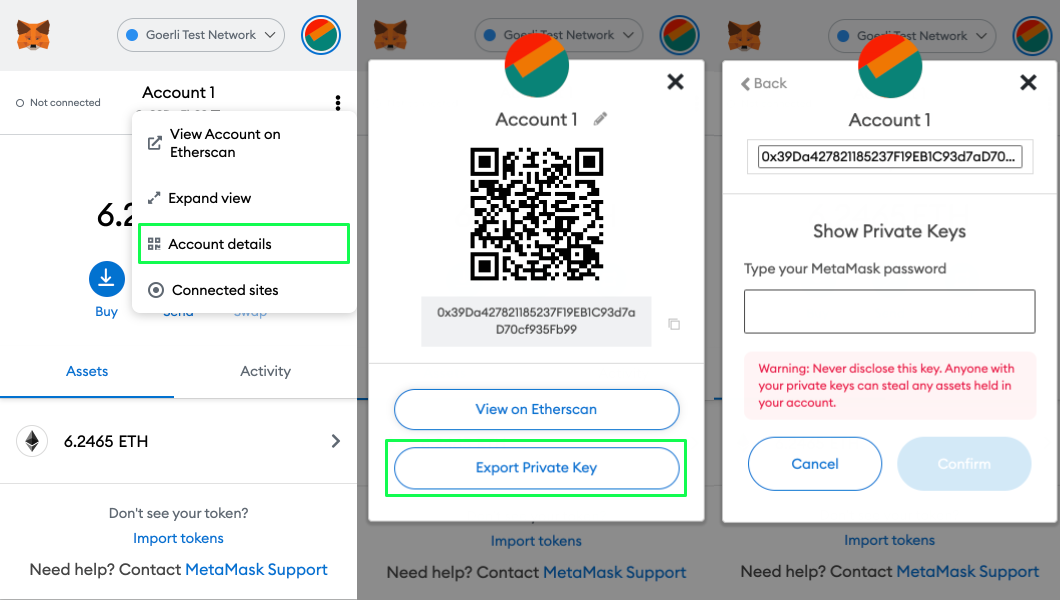 Goerli Test Network
Not connected
Account 1
View Account on
Etherscan
Expand view
Account details
Connected sites
6.2
Buy
Send
Swap
Assets
Activity
6.2465 ETH
Don't see your token?
Import tokens
Need help? Contact MetaMask Support
Goerli Test Network
Account 1
0x39Da427821185237F19EB1C93d7a
D70cf935Fb99
View on Etherscan
Export Private Key
Import tokens
Need help? Contact MetaMask Support
Goerli Test Network
Back
Account 1
0x39Da427821185237F19EB1C93d7aD70...
Show Private Keys
Type your MetaMask password
Warning: Never disclose this key. Anyone with
your private keys can steal any assets held in
your account.
Cancel
Confirm
Import tokens
Need help? Contact MetaMask Support